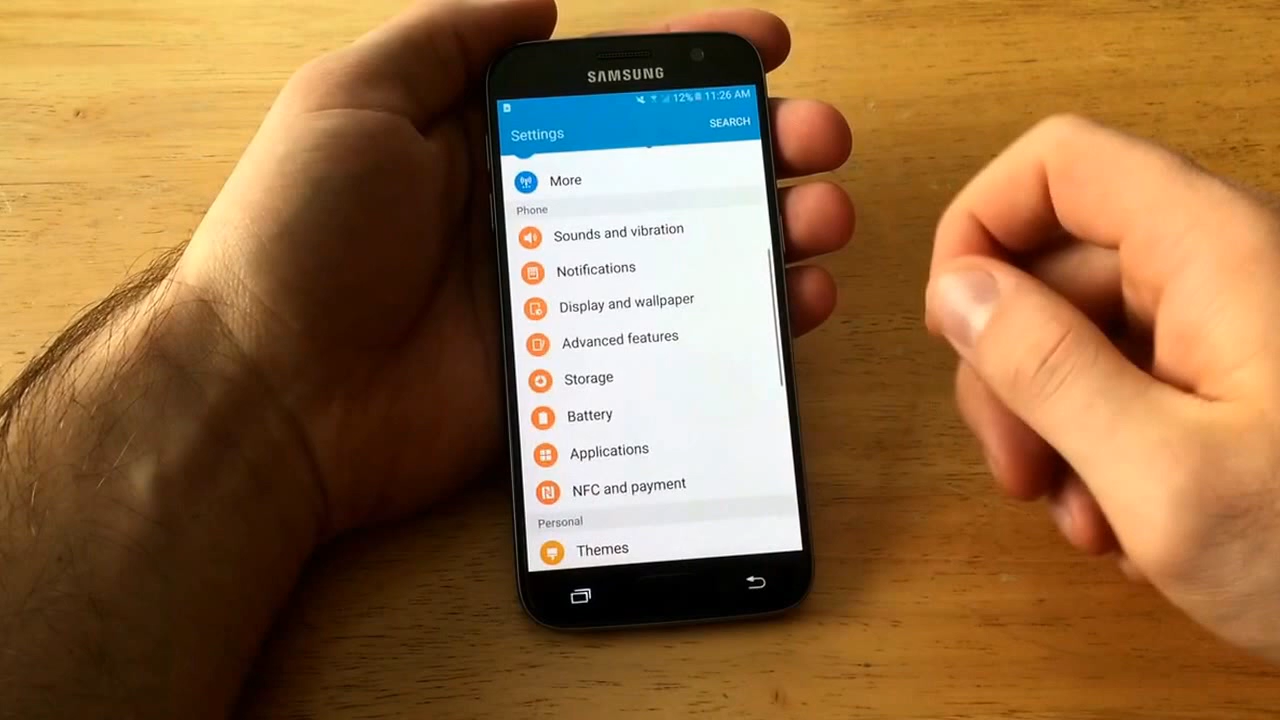 SAMSUNG
12% 11:26 AM
Settings
SEARCH
More
Phone
Sounds and vibration
Notifications
Display and wallpaper
Advanced features
Storage
Battery
Applications
NFC and payment
Personal
Themes